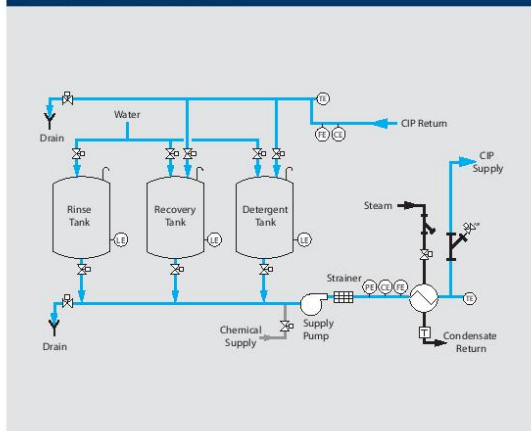 TE
Water
CIP Return
Drain
FE CE
CIP
Supply
Rinse
Tank
Recovery
Tank
Detergent
Tank
Steam
LE
LE
LE
Strainer
PE CE FE
TE
Chemical
Supply
Supply
Pump
T
Condensate
Return
Drain